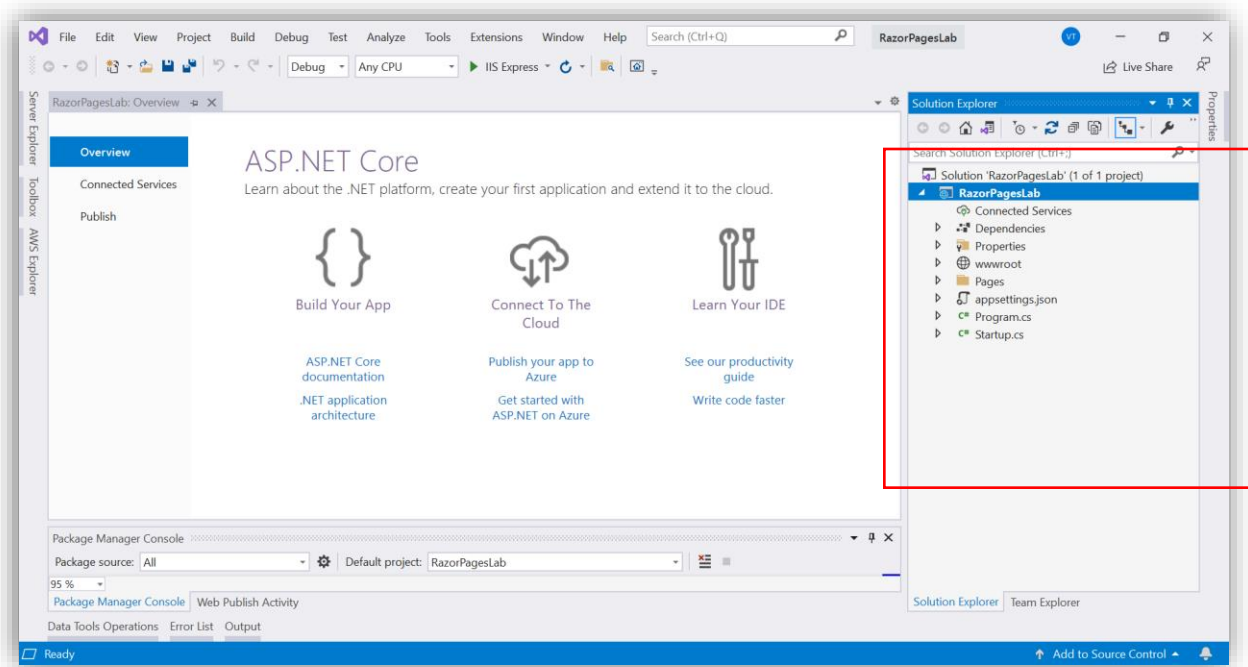 File Edit View Project Build Debug Test Analyze Tools Extensions Window Help Search (Ctrl+Q) RazorPagesLab VT
Debug Any CPU IIS Express Live Share
Server Explorer
Toolbox
AWS Explorer
RazorPagesLab: Overview
Overview
Connected Services
Publish
ASP.NET Core
Learn about the .NET platform, create your first application and extend it to the cloud.
Build Your App
ASP.NET Core
documentation
.NET application
architecture
Connect To The
Cloud
Publish your app to
Azure
Get started with
ASP.NET on Azure
Learn Your IDE
See our productivity
guide
Write code faster
Solution Explorer
Search Solution Explorer (Ctrl+;)
Solution 'RazorPagesLab' (1 of 1 project)
RazorPagesLab
Connected Services
Dependencies
Properties
wwwroot
Pages
appsettings.json
C# Program.cs
C# Startup.cs
Solution Explorer Team Explorer
Properties
Package Manager Console
Package source: All Default project: RazorPagesLab
95 %
Package Manager Console Web Publish Activity
Data Tools Operations Error List Output
Ready Add to Source Control